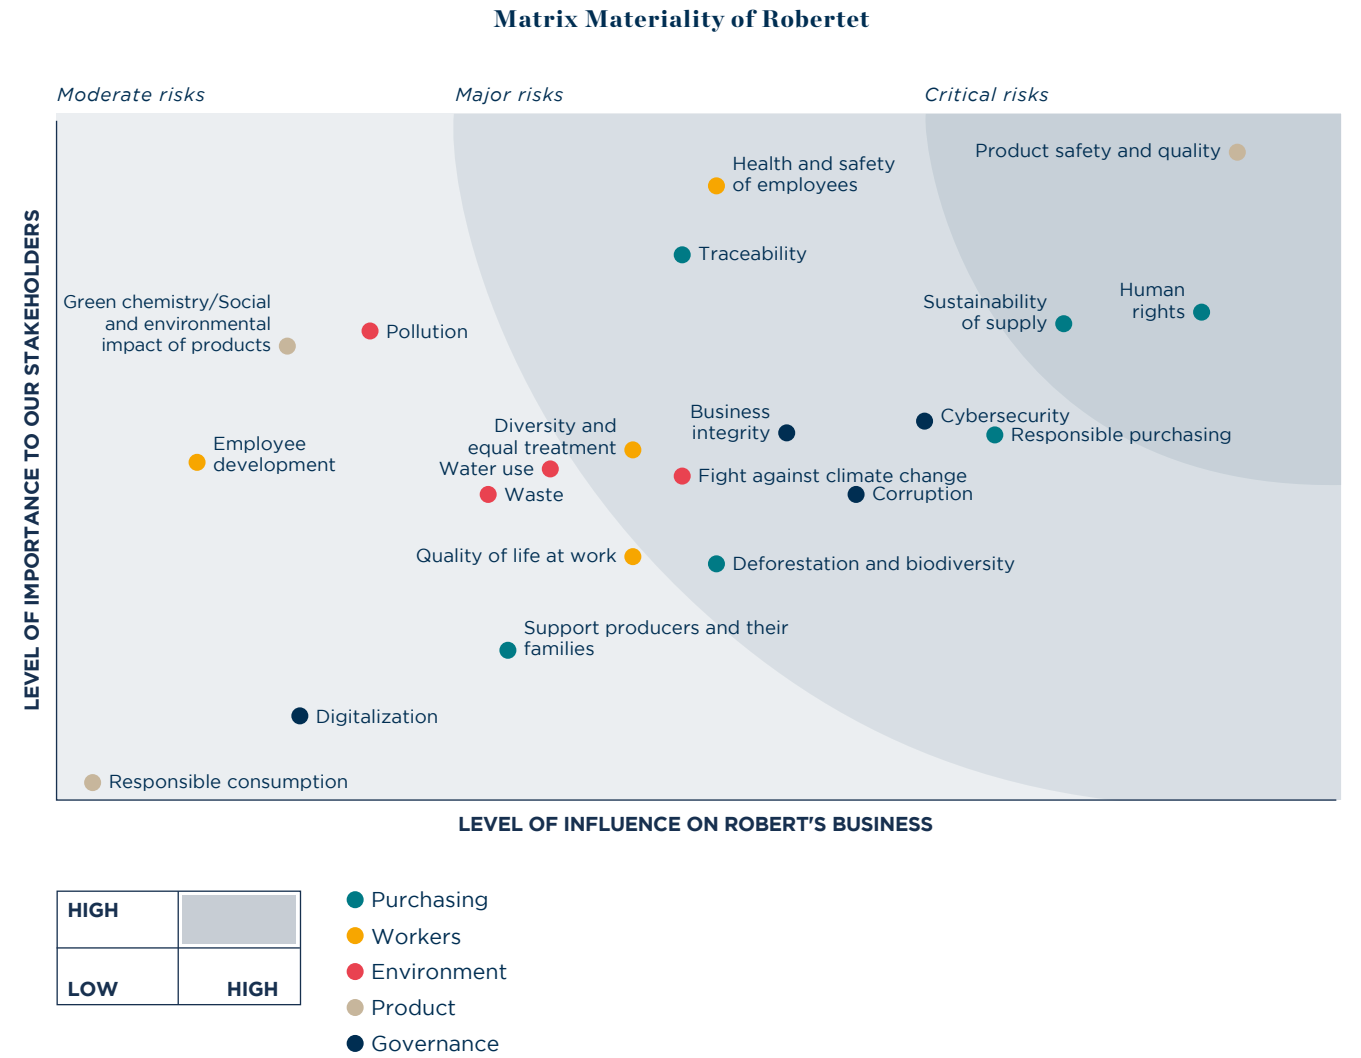 Matrix Materiality of Robertet
Moderate risks
Major risks
Critical risks
Product safety and quality
Health and safety
of employees
Traceability
Green chemistry/Social
and environmental
impact of products
Pollution
Sustainability
of supply
Human
rights
Employee
development
Diversity and
equal treatment
Water use
Waste
Business
integrity
Cybersecurity
Responsible purchasing
Fight against climate change
Corruption
Quality of life at work
Deforestation and biodiversity
Support producers and their
families
Digitalization
Responsible consumption
LEVEL OF IMPORTANCE TO OUR STAKEHOLDERS
LEVEL OF INFLUENCE ON ROBERT'S BUSINESS
HIGH
LOW
HIGH
Purchasing
Workers
Environment
Product
Governance